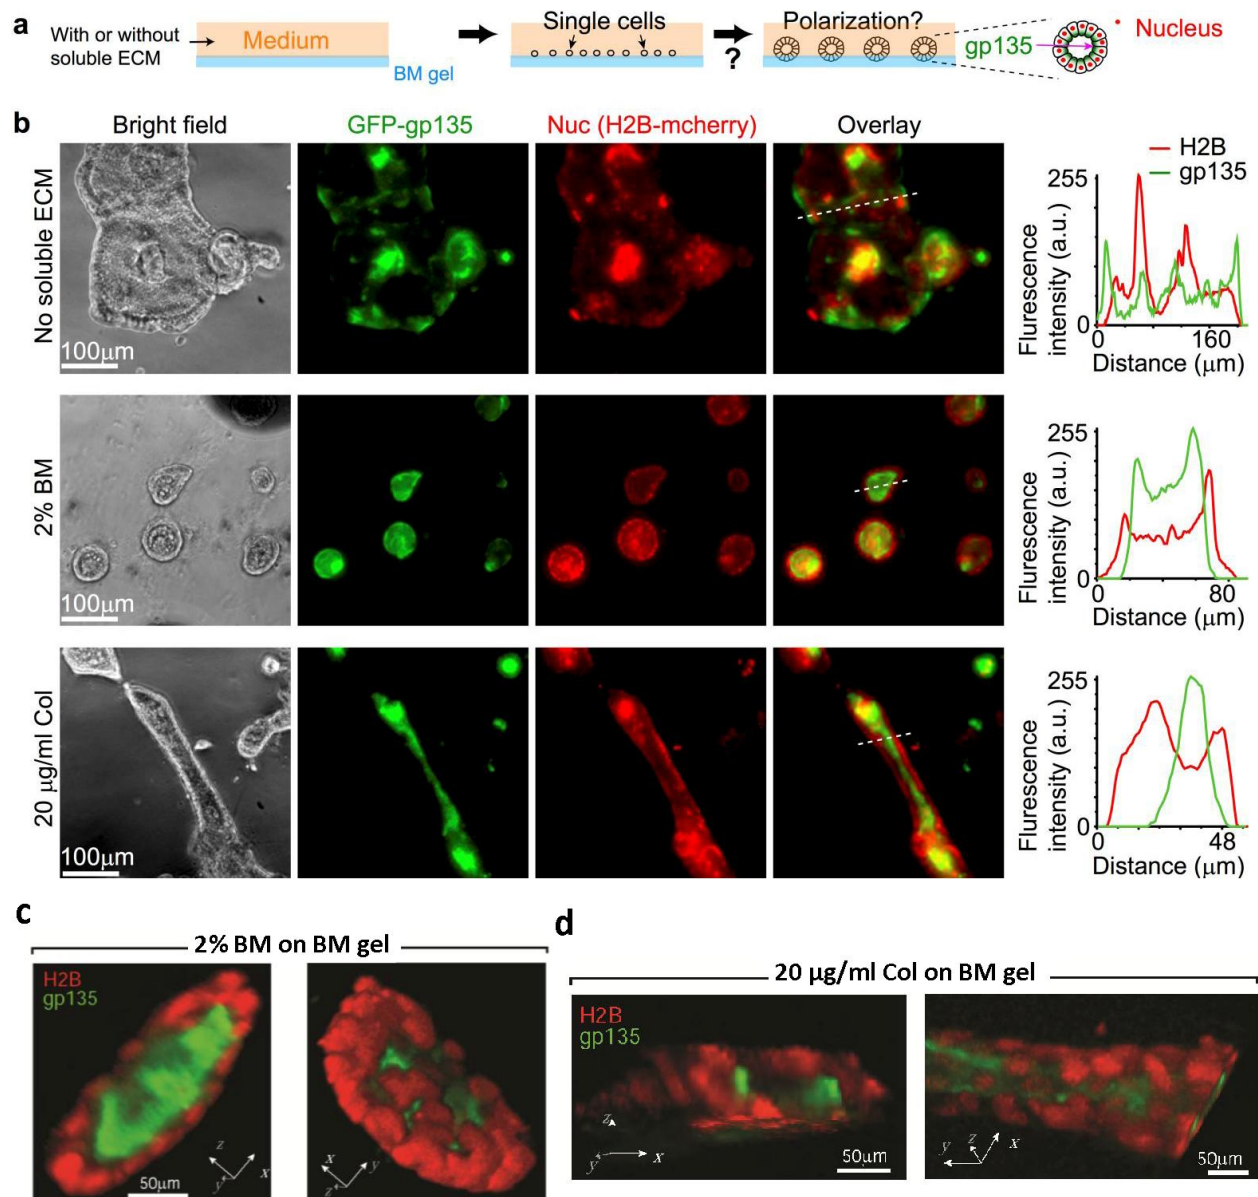 a
With or without
soluble ECM
Medium
BM gel
Single cells
?
Polarization?
gp135
Nucleus
b
Bright field
GFP-gp135
Nuc (H2B-mcherry)
Overlay
H2B
gp135
No soluble ECM
100μm
Flurescence
intensity (a.u.)
255
0
0
160
Distance (μm)
2% BM
100μm
Flurescence
intensity (a.u.)
255
0
0
80
Distance (μm)
20 μg/ml Col
100μm
Flurescence
intensity (a.u.)
255
0
0
48
Distance (μm)
c
2% BM on BM gel
H2B
gp135
z
y
x
50μm
x
y
z
d
20 μg/ml Col on BM gel
H2B
gp135
z
y
x
50μm
y
z
x
50μm